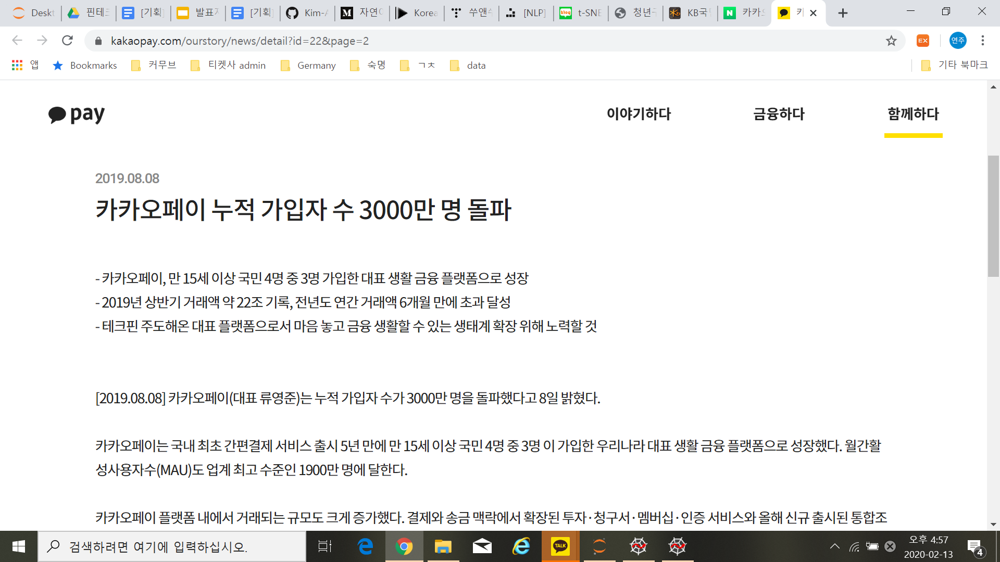 Deskt
핀테크
[기획]
발표ㅈ
[기획]
Kim-A
자연어
Korea
쑤앤수
[NLP]
t-SNE
청년구
KB국민
카카오
카
kakaopay.com/ourstory/news/detail?id=22&page=2
EX
연주
앱
Bookmarks
커무브
티켓사 admin
Germany
숙명
ㄱㅊ
data
기타 북마크
pay
이야기하다
금융하다
함께하다
2019.08.08
카카오페이 누적 가입자 수 3000만 명 돌파
- 카카오페이, 만 15세 이상 국민 4명 중 3명 가입한 대표 생활 금융 플랫폼으로 성장
- 2019년 상반기 거래액 약 22조 기록, 전년도 연간 거래액 6개월 만에 초과 달성
- 테크핀 주도해온 대표 플랫폼으로서 마음 놓고 금융 생활할 수 있는 생태계 확장 위해 노력할 것
[2019.08.08] 카카오페이(대표 류영준)는 누적 가입자 수가 3000만 명을 돌파했다고 8일 밝혔다.
카카오페이는 국내 최초 간편결제 서비스 출시 5년 만에 만 15세 이상 국민 4명 중 3명 이 가입한 우리나라 대표 생활 금융 플랫폼으로 성장했다. 월간활
성사용자수(MAU)도 업계 최고 수준인 1900만 명에 달한다.
카카오페이 플랫폼 내에서 거래되는 규모도 크게 증가했다. 결제와 송금 맥락에서 확장된 투자·청구서·멤버십·인증 서비스와 올해 신규 출시된 통합조
검색하려면 여기에 입력하십시오.
TALK
오후 4:57
2020-02-13
4